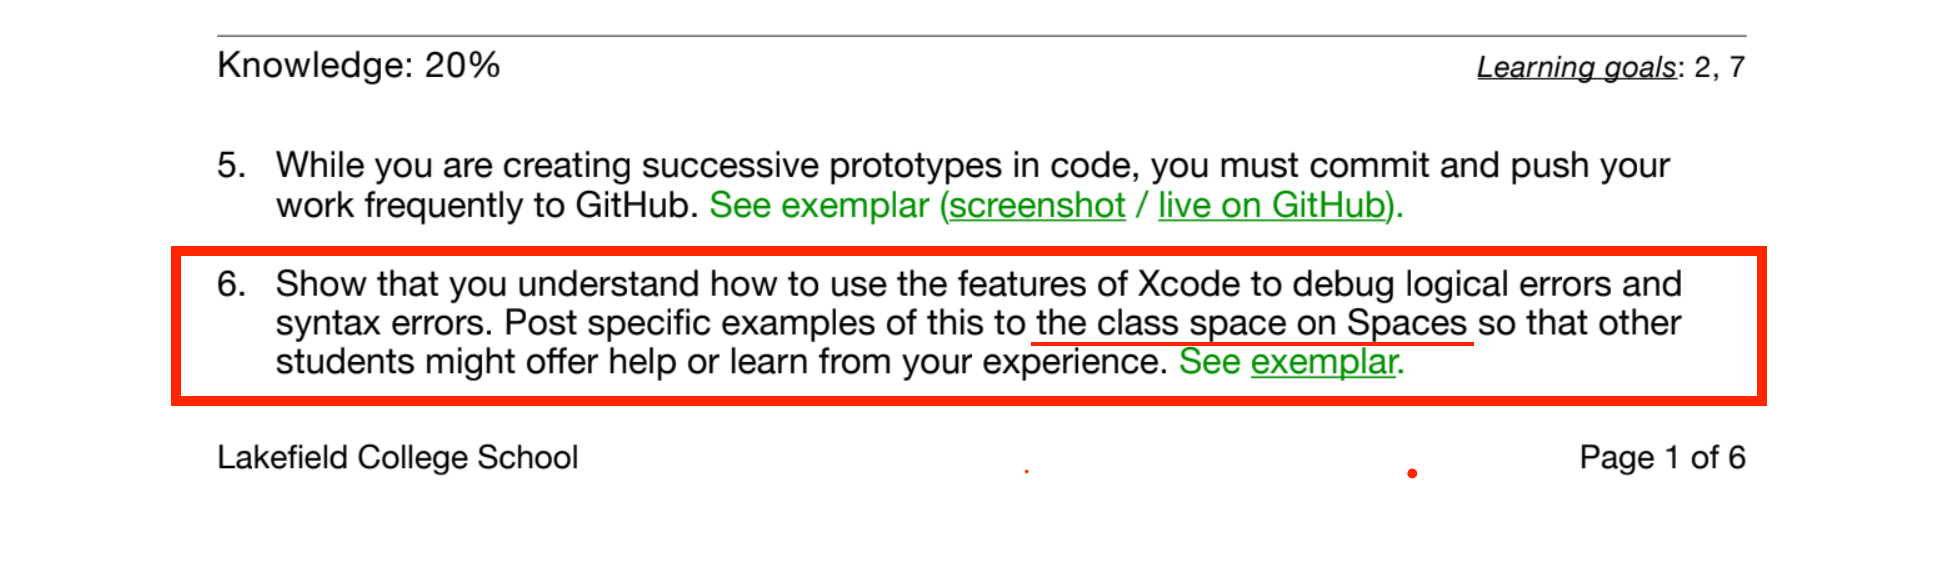 Knowledge: 20%
Learning goals: 2, 7
5. While you are creating successive prototypes in code, you must commit and push your
work frequently to GitHub. See exemplar (screenshot / live on GitHub).
6. Show that you understand how to use the features of Xcode to debug logical errors and
syntax errors. Post specific examples of this to the class space on Spaces so that other
students might offer help or learn from your experience. See exemplar.
Lakefield College School
Page 1 of 6